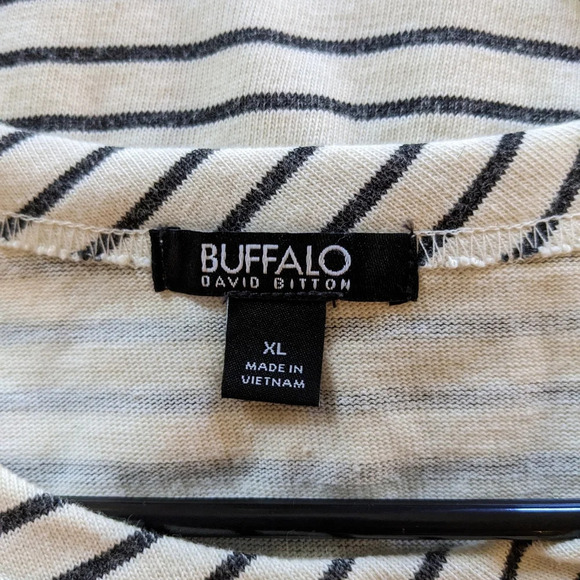 BUFFALO
DAVID BITTON
XL
MADE IN
VIETNAM